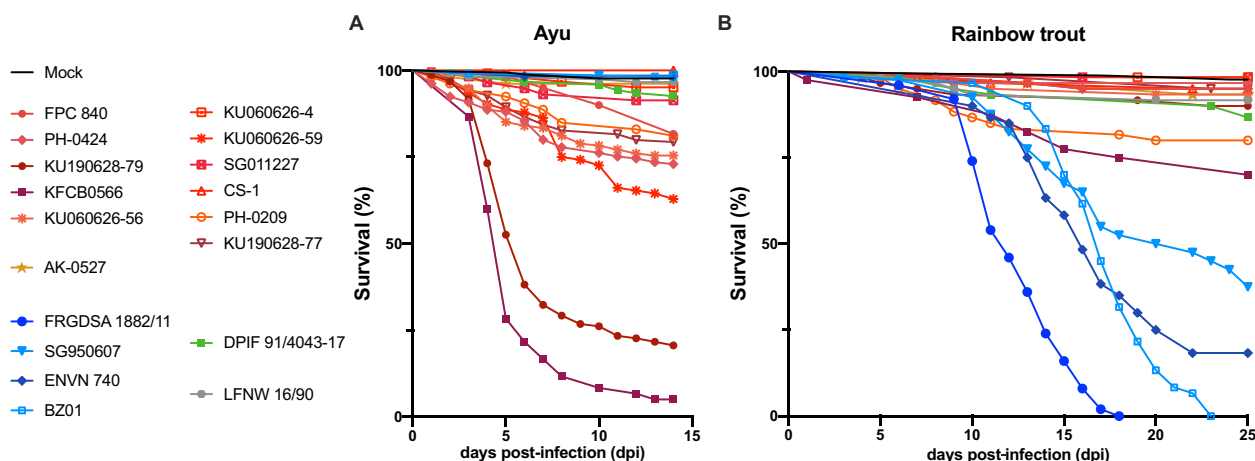 A
Ayu
B
Rainbow trout
Mock
FPC 840
PH-0424
KU190628-79
KFCB0566
KU060626-56
AK-0527
FRGDSA 1882/11
SG950607
ENVN 740
BZ01
KU060626-4
KU060626-59
SG011227
CS-1
PH-0209
KU190628-77
DPIF 91/4043-17
LFNW 16/90
Survival (%)
100
50
0
0
5
10
15
days post-infection (dpi)
Survival (%)
100
50
0
0
5
10
15
20
25
days post-infection (dpi)